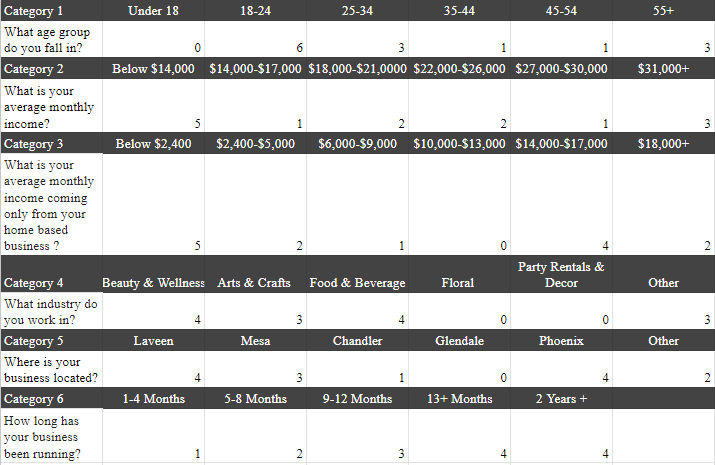 Category 1 Under 18 18-24 25-34 35-44 45-54 55+
What age group
do you fall in? 0 6 3 1 1 3
Category 2 Below $14,000 $14,000-$17,000 $18,000-$21,0000 $22,000-$26,000 $27,000-$30,000 $31,000+
What is your
average monthly
income? 5 1 2 2 1 3
Category 3 Below $2,400 $2,400-$5,000 $6,000-$9,000 $10,000-$13,000 $14,000-$17,000 $18,000+
What is your
average monthly
income coming
only from your
home based
business ? 5 2 1 0 4 2
Party Rentals &
Category 4 Beauty & Wellness Arts & Crafts Food & Beverage Floral Decor Other
What industry do
you work in? 4 3 4 0 0 3
Category 5 Laveen Mesa Chandler Glendale Phoenix Other
Where is your
business located? 4 3 1 0 4 2
Category 6 1-4 Months 5-8 Months 9-12 Months 13+ Months 2 Years +
How long has
your business
been running? 1 2 3 4 4